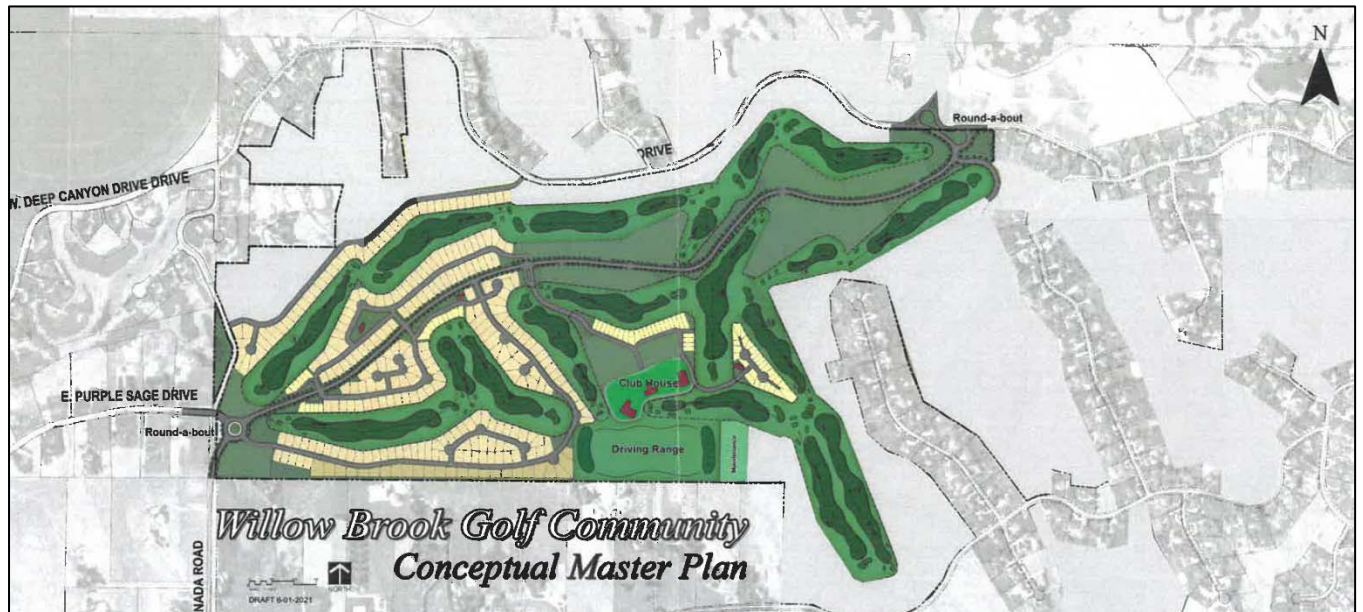 N
Round-a-bout
DRIVE
W. DEEP CANYON DRIVE DRIVE
Club House
E. PURPLE SAGE DRIVE
Round-a-bout
Driving Range
Maintenance
Willow Brook Golf Community
Conceptual Master Plan
NADA ROAD
NORTH
DRAFT 6-01-2021